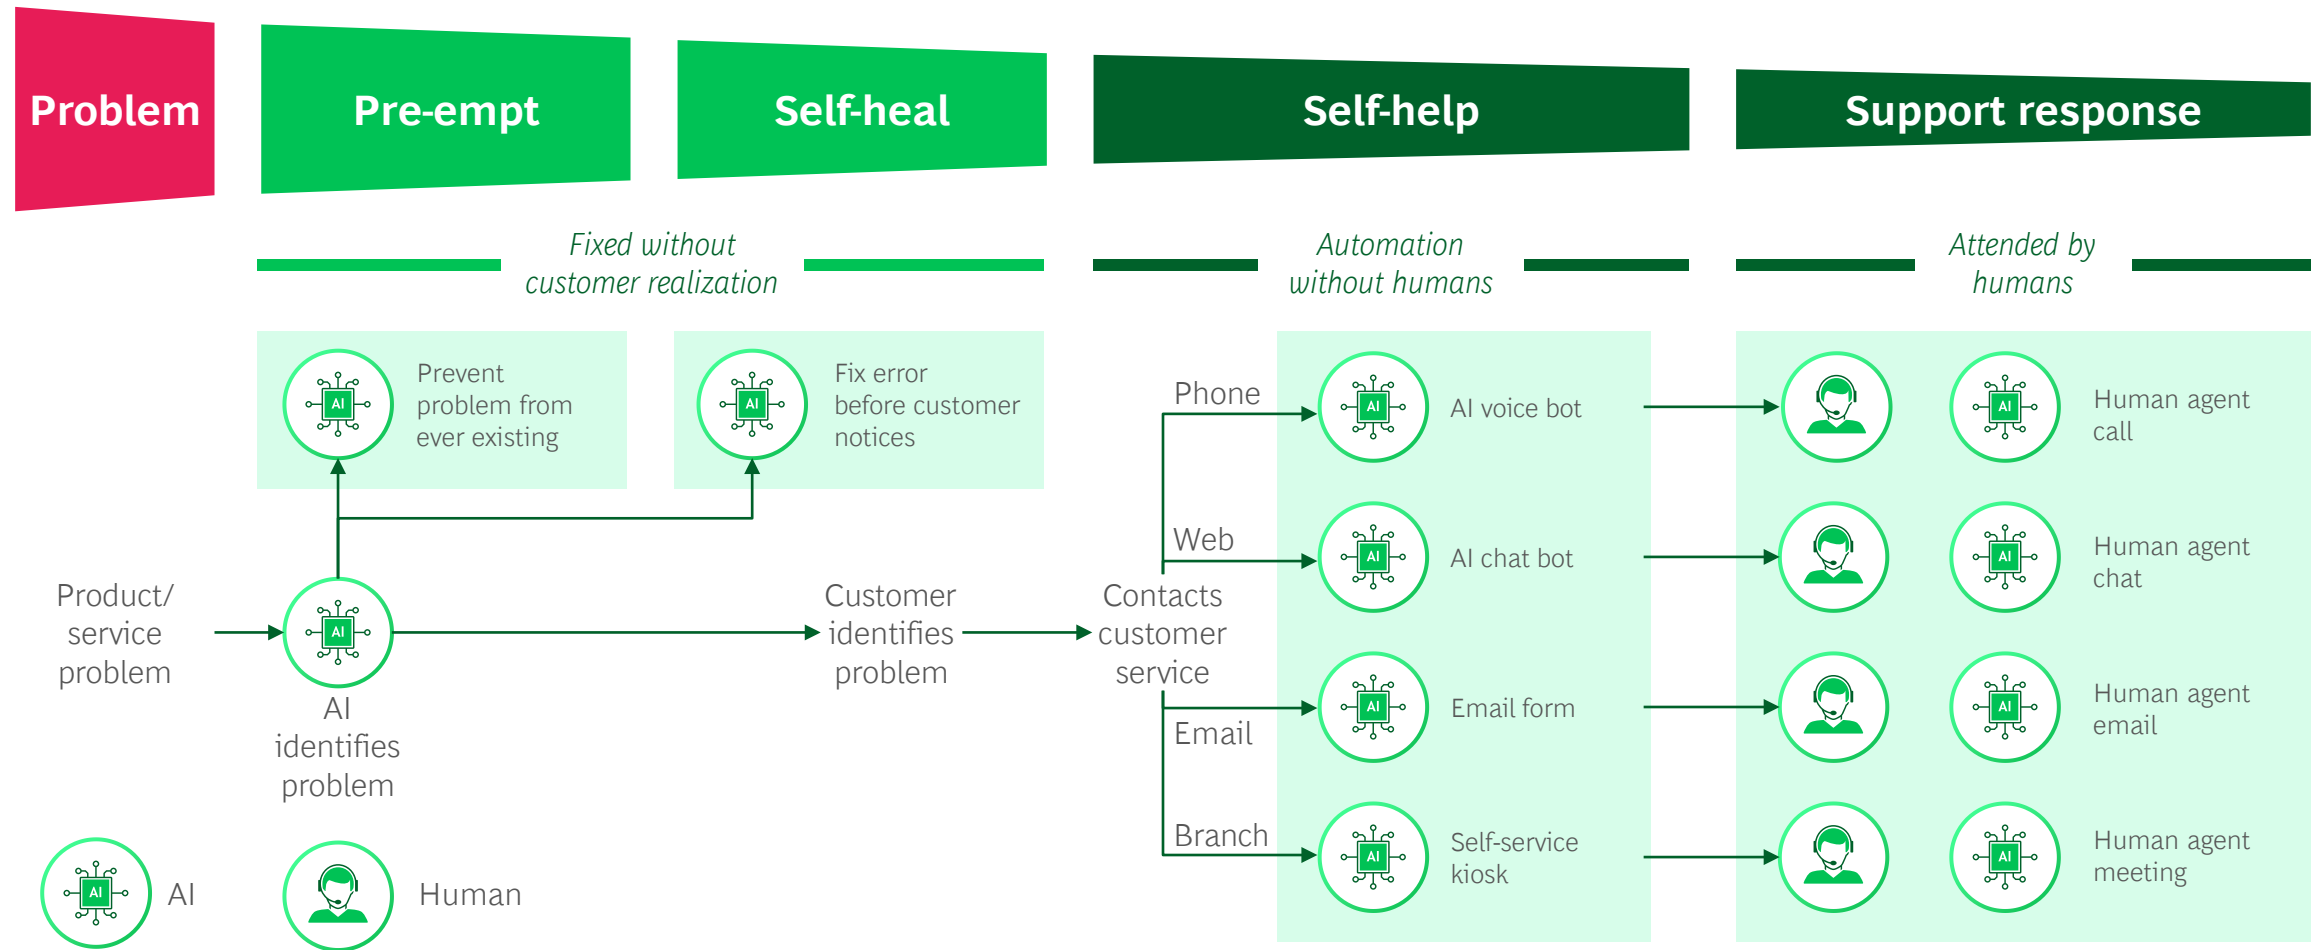 Problem
Pre-empt
Self-heal
Self-help
Support response
Fixed without
customer realization
Automation
without humans
Attended by
humans
AI
Prevent
problem from
ever existing
AI
Fix error
before customer
notices
Product/
service
problem
AI
AI
identifies
problem
Customer
identifies
problem
Contacts
customer
service
Phone
AI
AI voice bot
AI
Human agent
call
Web
AI
AI chat bot
AI
Human agent
chat
Email
AI
Email form
AI
Human agent
email
Branch
AI
Self-service
kiosk
AI
Human agent
meeting
AI
AI
Human